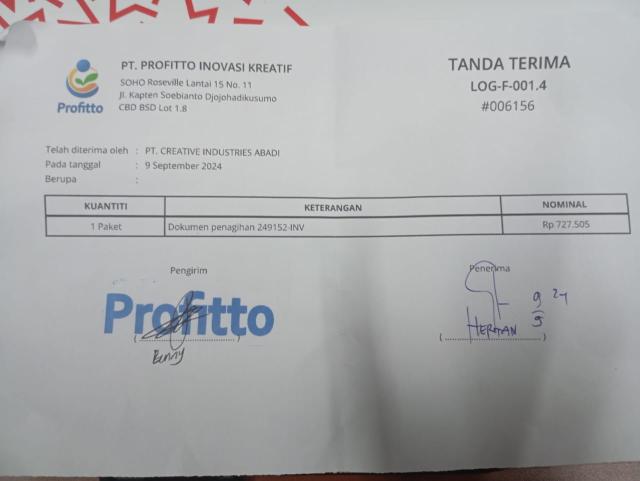 Profitto
PT. PROFITTO INOVASI KREATIF
SOHO Roseville Lantai 15 No. 11
Jl. Kapten Soebianto Djojohadikusumo
CBD BSD Lot 1.8
TANDA TERIMA
LOG-F-001.4
#006156
Telah diterima oleh : PT. CREATIVE INDUSTRIES ABADI
Pada tanggal : 9 September 2024
Berupa :
KUANTITI KETERANGAN NOMINAL
1 Paket Dokumen penagihan 249152-INV Rp 727.505
Pengirim
Profitto
(........................)
Benny
Penerima
9/9 24
HERMAN
(........................)